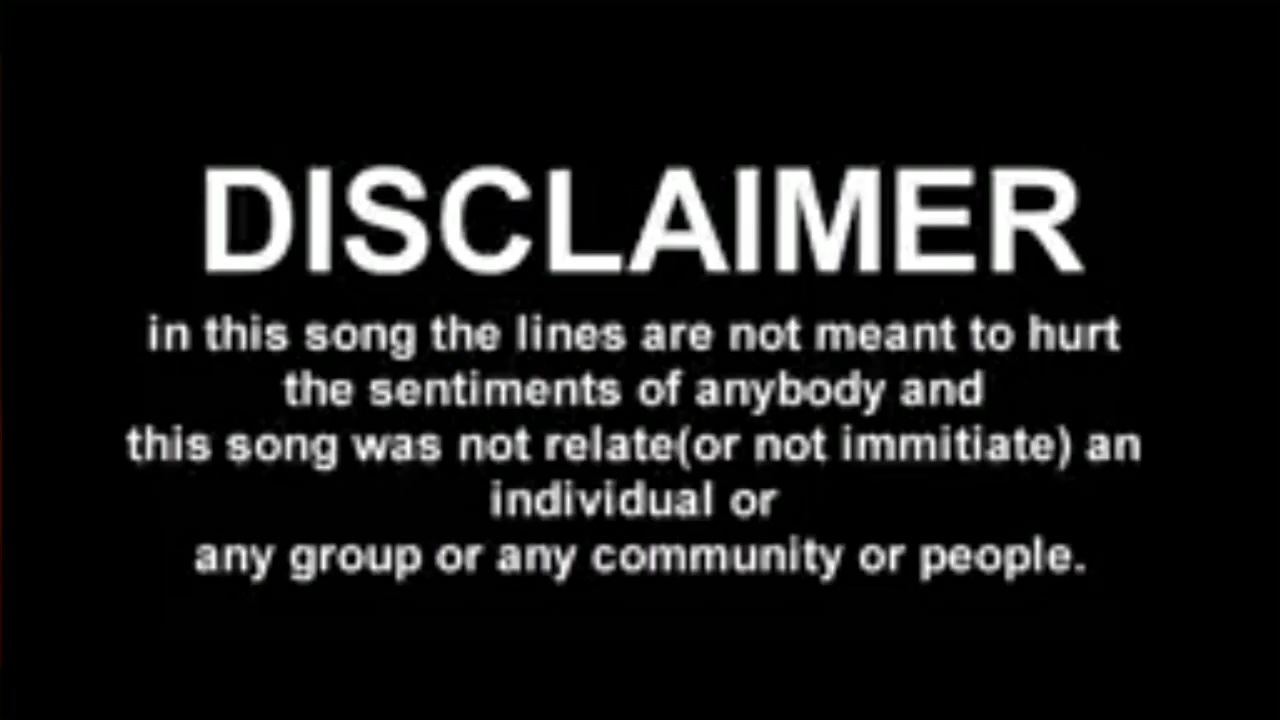 DISCLAIMER
in this song the lines are not meant to hurt
the sentiments of anybody and
this song was not relate(or not immitiate) an
individual or
any group or any community or people.